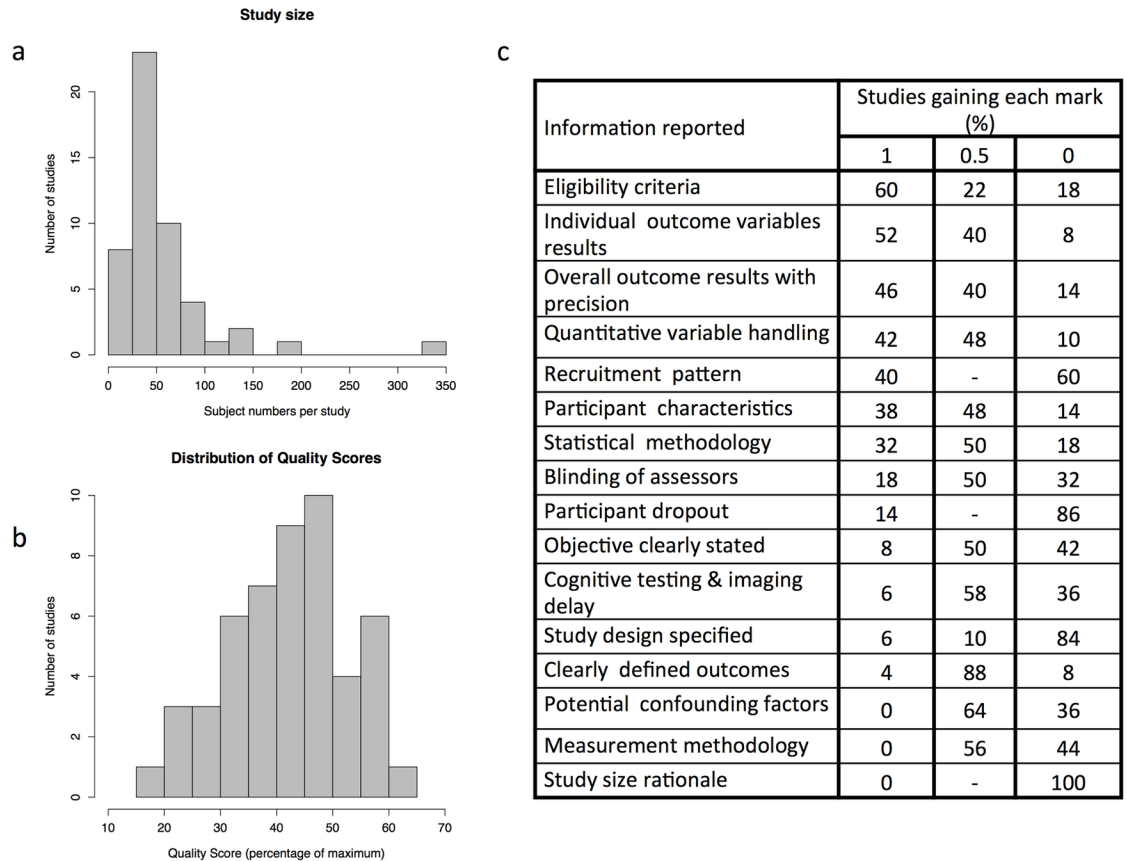 Study size
a
Number of studies
0 5 10 15 20
0 50 100 150 200 250 300 350
Subject numbers per study
Distribution of Quality Scores
b
Number of studies
0 2 4 6 8 10
10 20 30 40 50 60 70
Quality Score (percentage of maximum)
c
Information reported
Studies gaining each mark
(%)
1 0.5 0
Eligibility criteria 60 22 18
Individual outcome variables
results 52 40 8
Overall outcome results with
precision 46 40 14
Quantitative variable handling 42 48 10
Recruitment pattern 40 - 60
Participant characteristics 38 48 14
Statistical methodology 32 50 18
Blinding of assessors 18 50 32
Participant dropout 14 - 86
Objective clearly stated 8 50 42
Cognitive testing & imaging
delay 6 58 36
Study design specified 6 10 84
Clearly defined outcomes 4 88 8
Potential confounding factors 0 64 36
Measurement methodology 0 56 44
Study size rationale 0 - 100